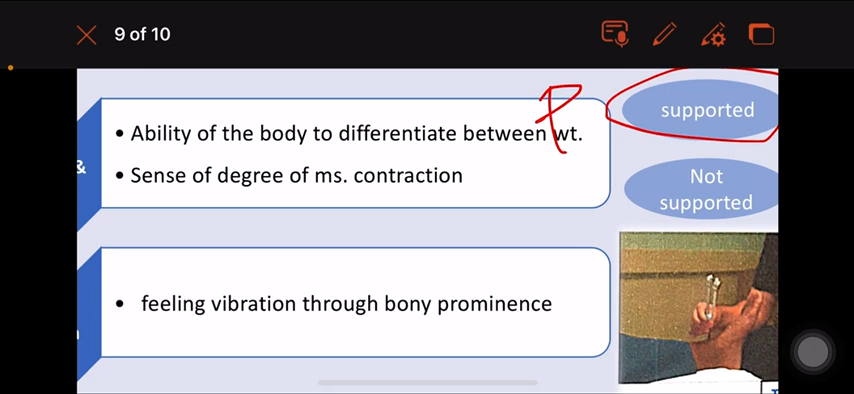 9 of 10
&
• Ability of the body to differentiate between wt.
• Sense of degree of ms. contraction
supported
Not
supported
• feeling vibration through bony prominence